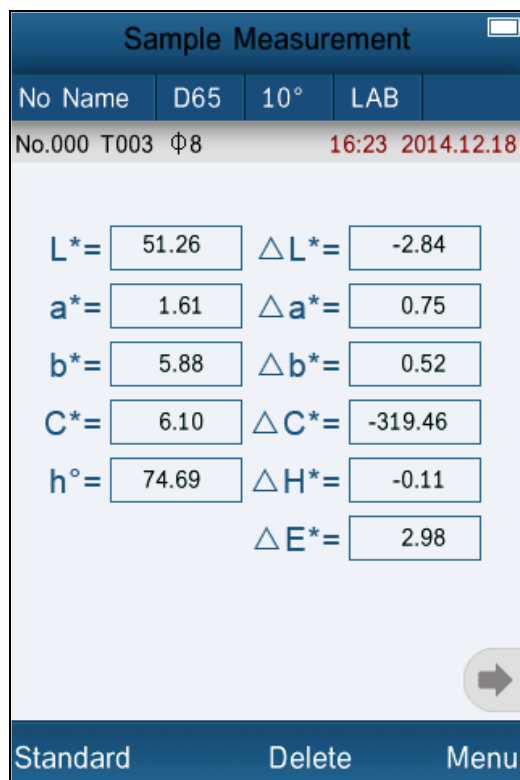 Sample Measurement
No Name D65 10° LAB
No.000 T003 Φ8 16:23 2014.12.18
L*= 51.26 △L*= -2.84
a*= 1.61 △a*= 0.75
b*= 5.88 △b*= 0.52
C*= 6.10 △C*= -319.46
h°= 74.69 △H*= -0.11
△E*= 2.98
Standard Delete Menu